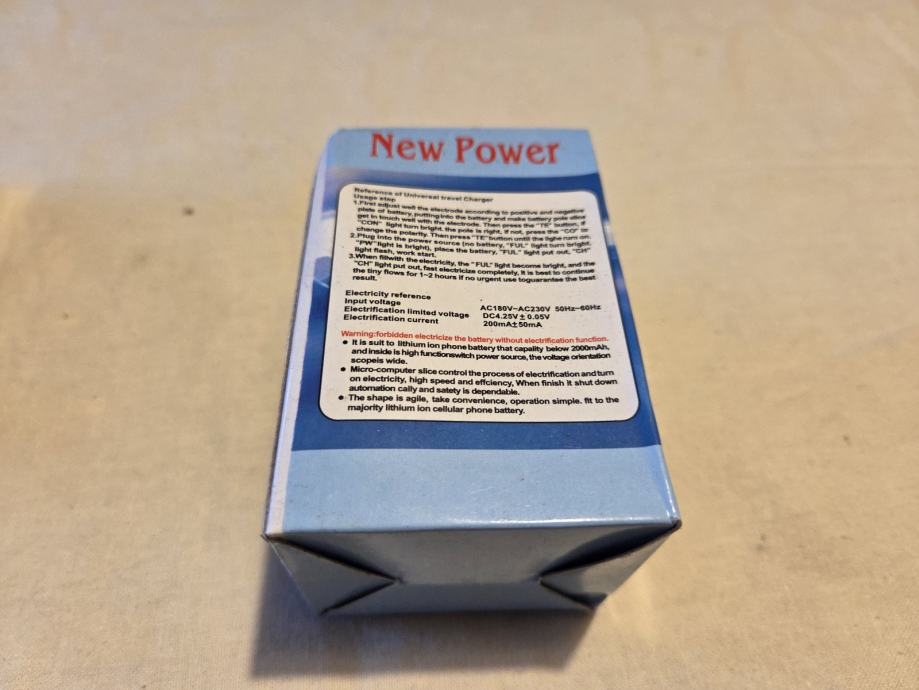 New Power
Reference of Universal travel Charger
Usage step
1.First adjust well the electrode according to positive and negative
plate of battery, putting into the battery and make battery pole slive
get in touch well with the electrode. Then press the "TE" button, if
"CON" light turn bright. the pole is right, if not, press the "CO" to
change the polarity. Then press "TE" button until the light turn on.
2.Plug into the power source (no battery, "FUL" light turn bright,
"PW" light is bright), place the battery, "FUL" light put out, "CH"
light flash, work start.
3.When fillwith the electricity, the "FUL" light become bright, and the
"CH" light put out, fast electricize completely, it is best to continue
the tiny flows for 1~2 hours if no urgent use toguarantee the best
result.
Electricity reference
Input voltage AC180V~AC230V 50Hz~60Hz
Electrification limited voltage DC4.25V±0.05V
Electrification current 200mA±50mA
Warning:forbidden electricize the battery without electrification function.
● It is suit to lithium ion phone battery that capality below 2000mAh,
and inside is high functionswitch power source, the voltage orientation
scopeis wide.
● Micro-computer slice control the process of electrification and turn
on electricity, high speed and effciency, When finish it shut down
automation cally and satety is dependable.
● The shape is agile, take convenience, operation simple. fit to the
majority lithium ion cellular phone battery.